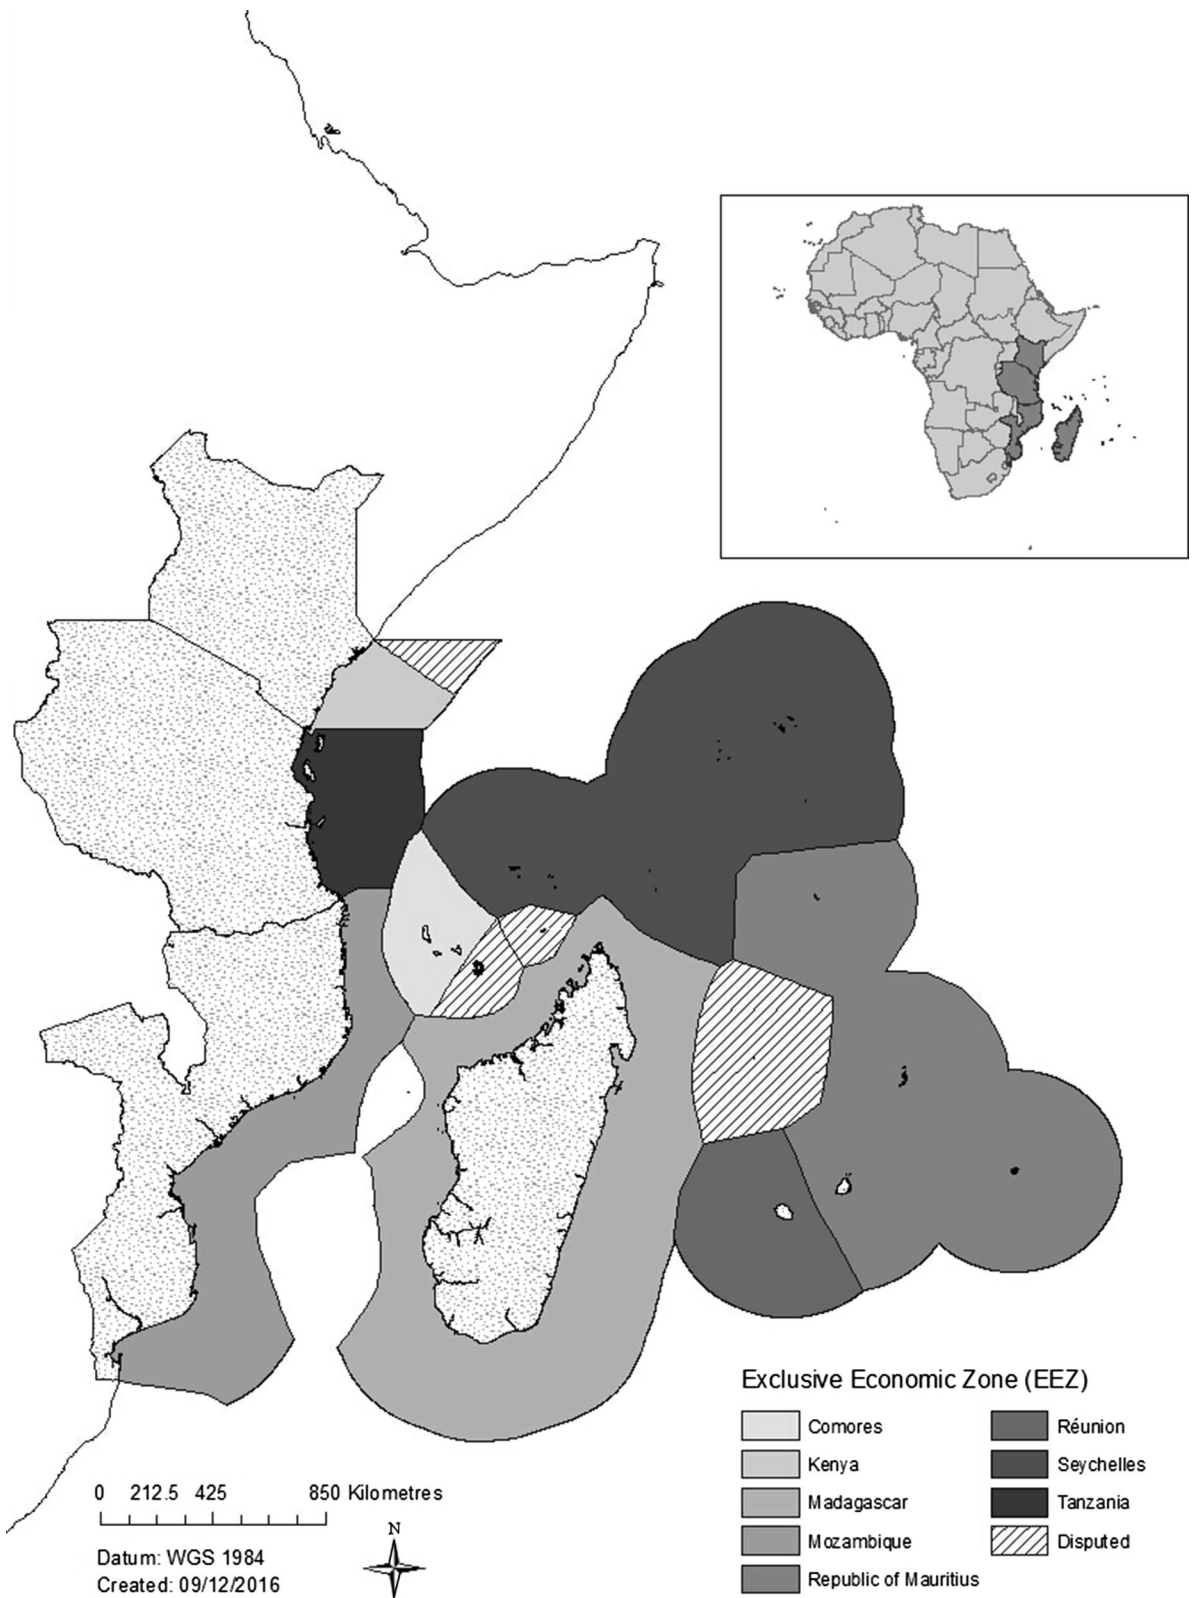 Exclusive Economic Zone (EEZ)
Comores
Kenya
Madagascar
Mozambique
Republic of Mauritius
Réunion
Seychelles
Tanzania
Disputed
0 212.5 425 850 Kilometres
N
Datum: WGS 1984
Created: 09/12/2016